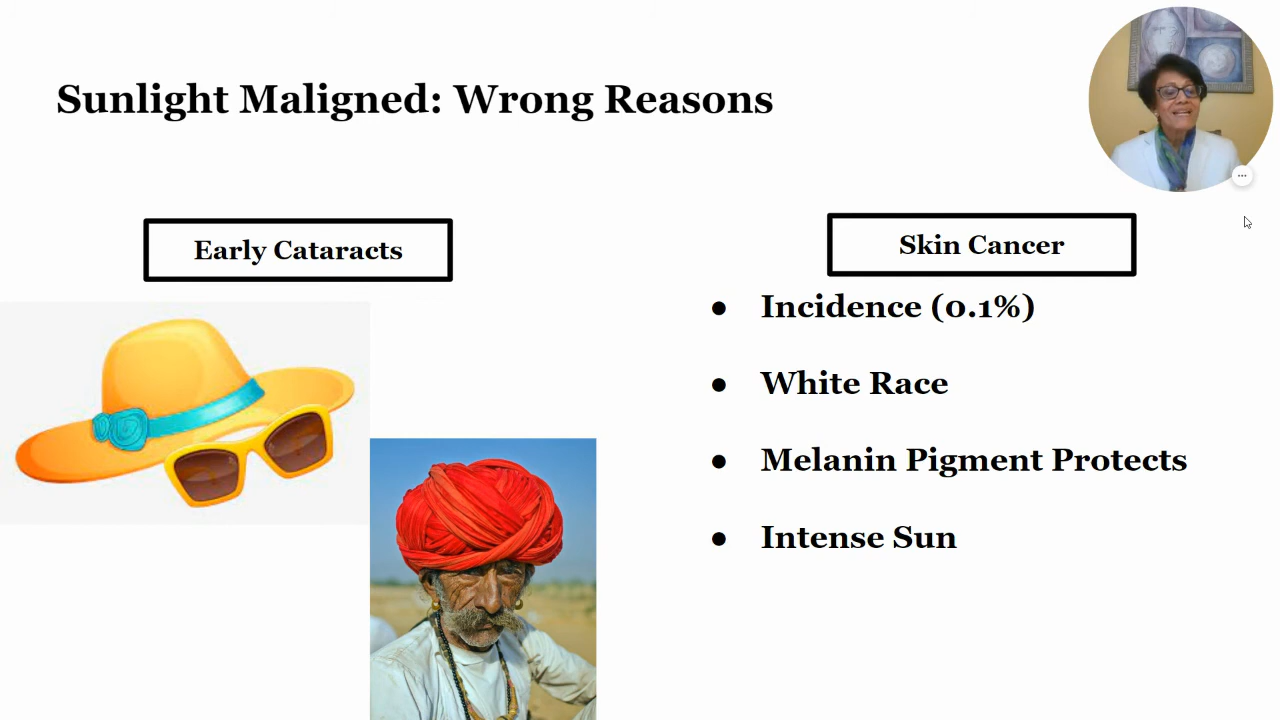 Sunlight Maligned: Wrong Reasons
Early Cataracts
Skin Cancer
● Incidence (0.1%)
● White Race
● Melanin Pigment Protects
● Intense Sun